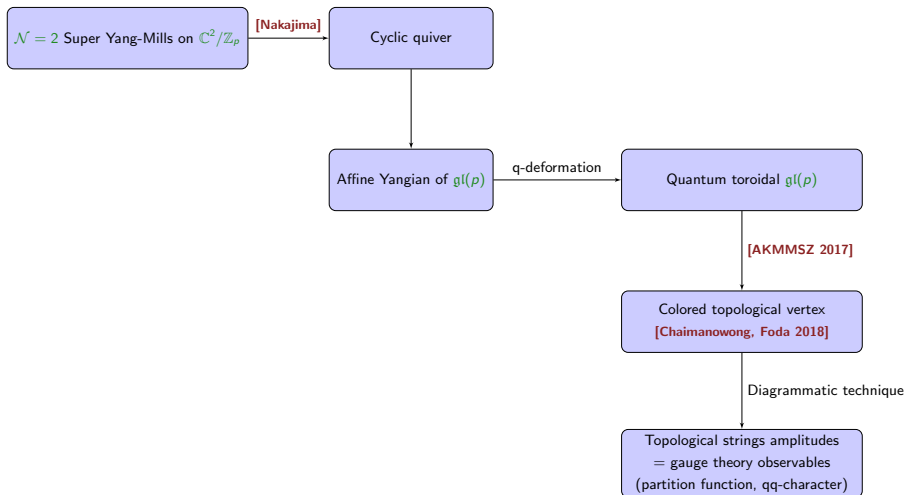 𝒩 = 2 Super Yang-Mills on ℂ²/ℤₚ
[Nakajima]
Cyclic quiver
Affine Yangian of 𝔤𝔩(p)
q-deformation
Quantum toroidal 𝔤𝔩(p)
[AKMMSZ 2017]
Colored topological vertex
[Chaimanowong, Foda 2018]
Diagrammatic technique
Topological strings amplitudes
= gauge theory observables
(partition function, qq-character)